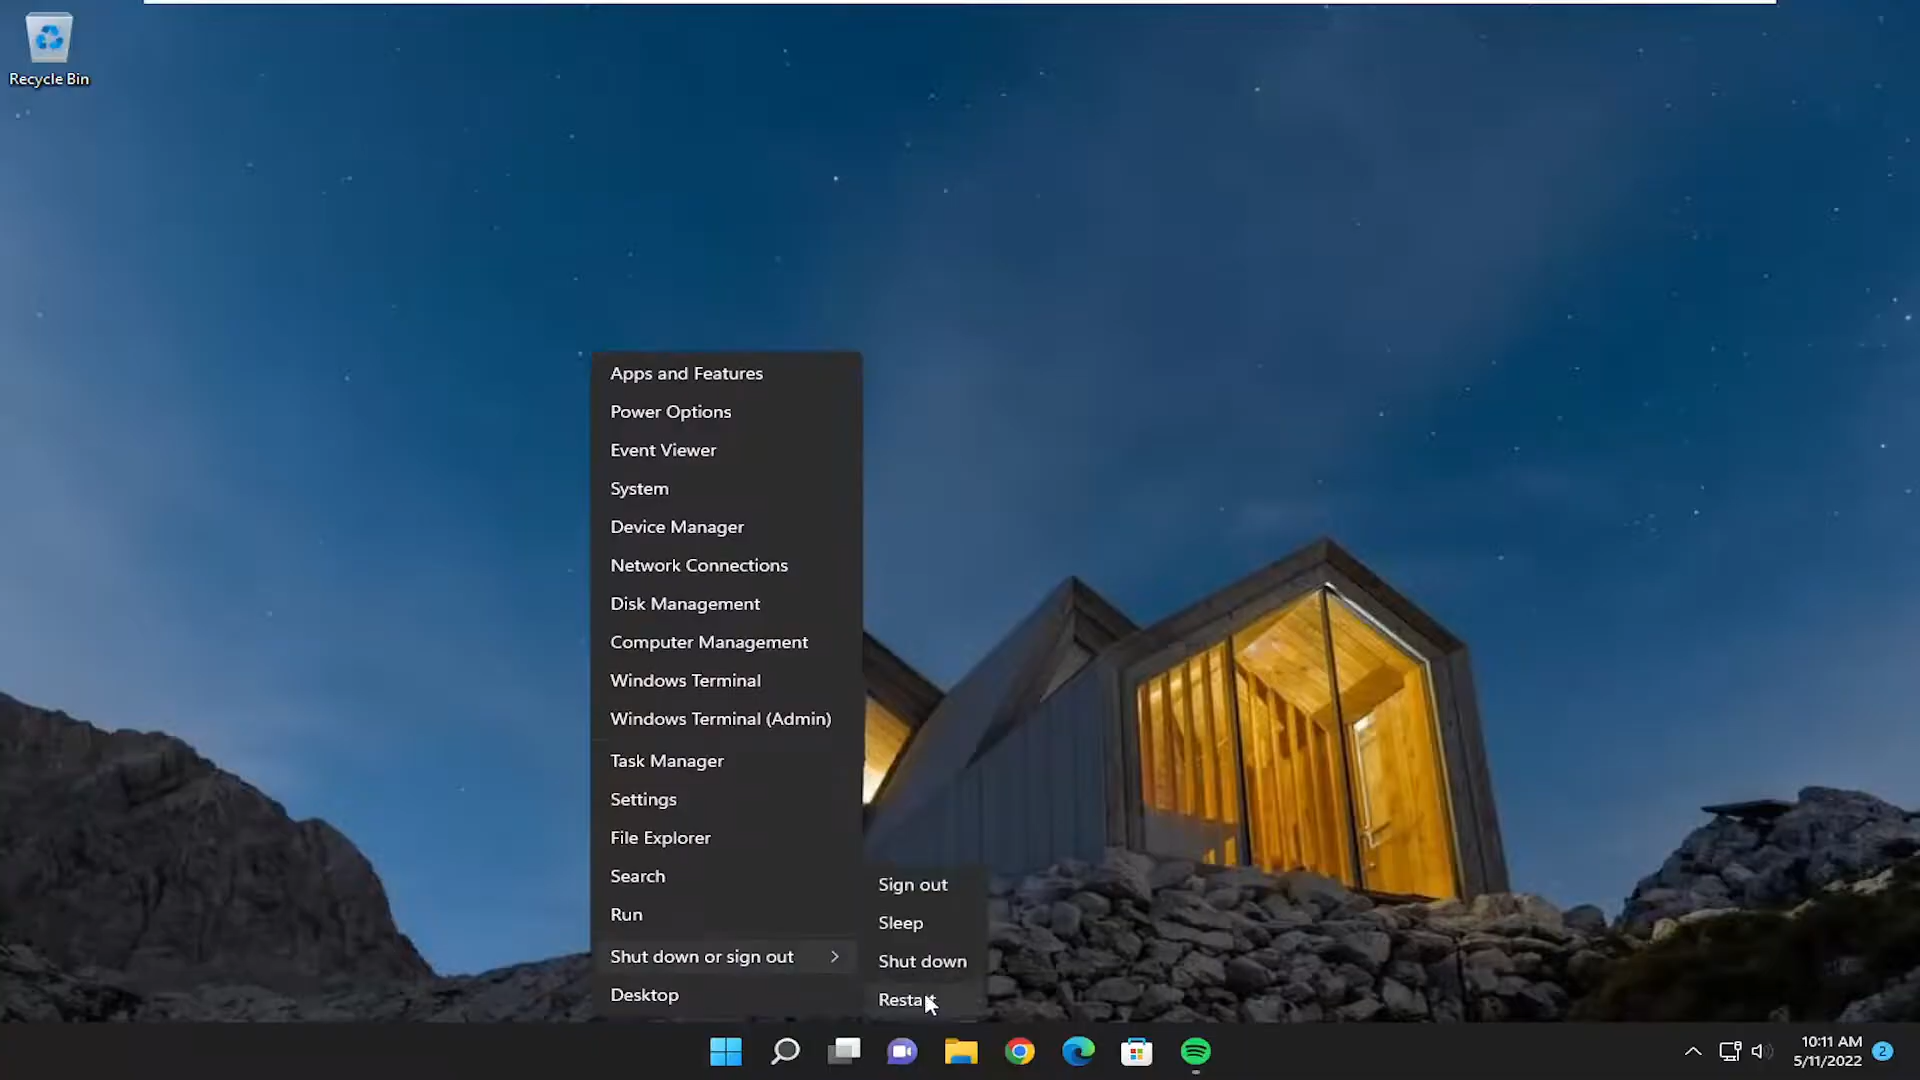 Recycle Bin
Apps and Features
Power Options
Event Viewer
System
Device Manager
Network Connections
Disk Management
Computer Management
Windows Terminal
Windows Terminal (Admin)
Task Manager
Settings
File Explorer
Search
Run
Shut down or sign out
Desktop
Sign out
Sleep
Shut down
Restart
10:11 AM
5/11/2022
2